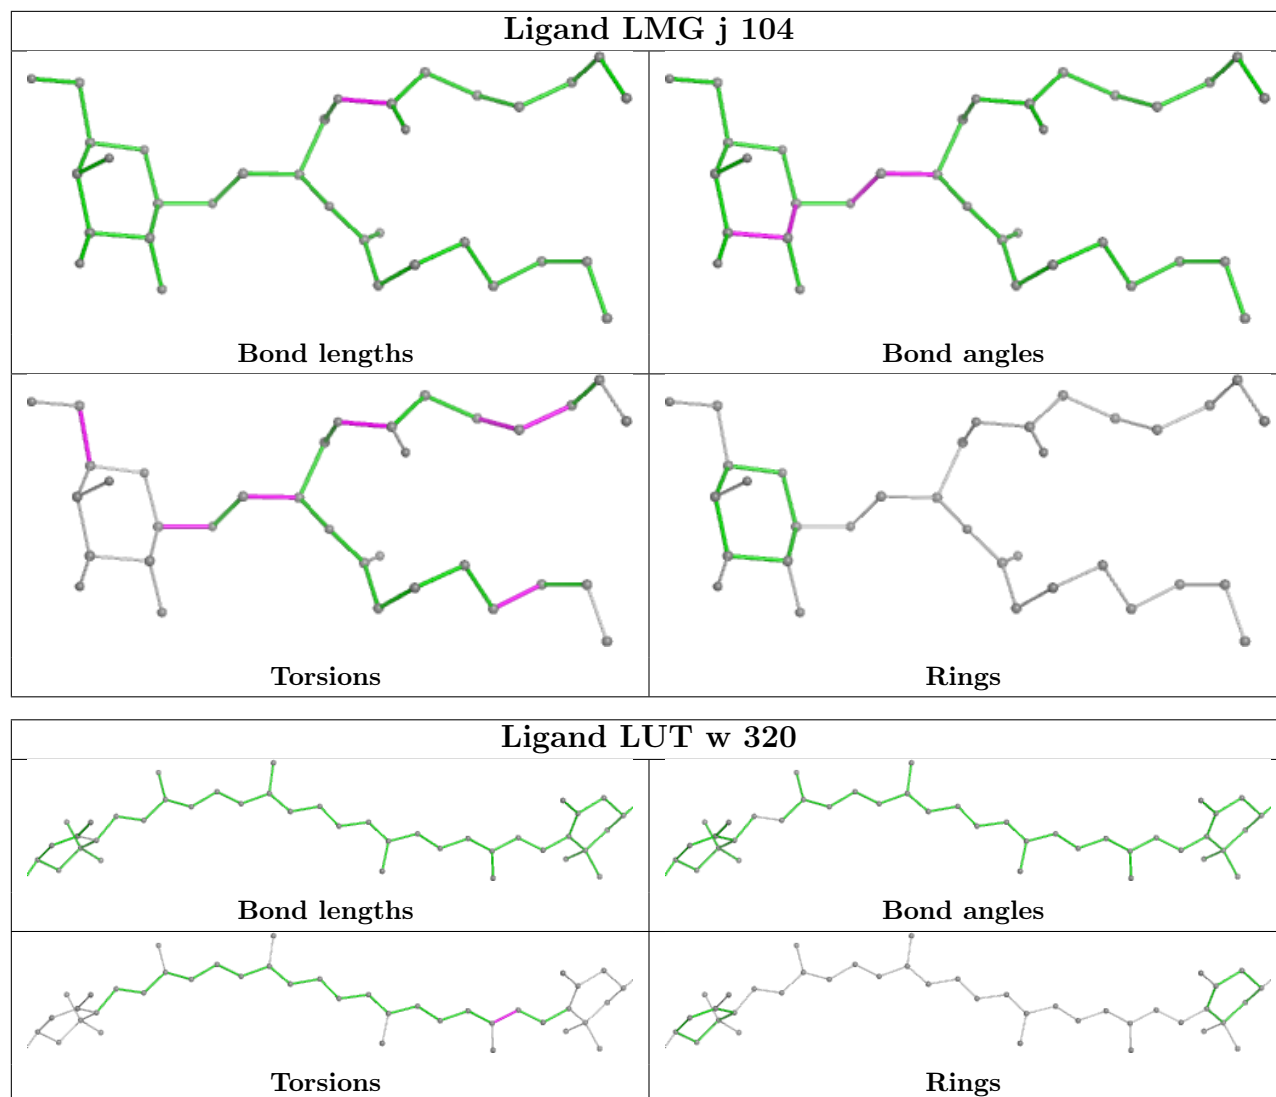 Ligand LMG j 104
Bond lengths
Bond angles
Torsions
Rings
Ligand LUT w 320
Bond lengths
Bond angles
Torsions
Rings